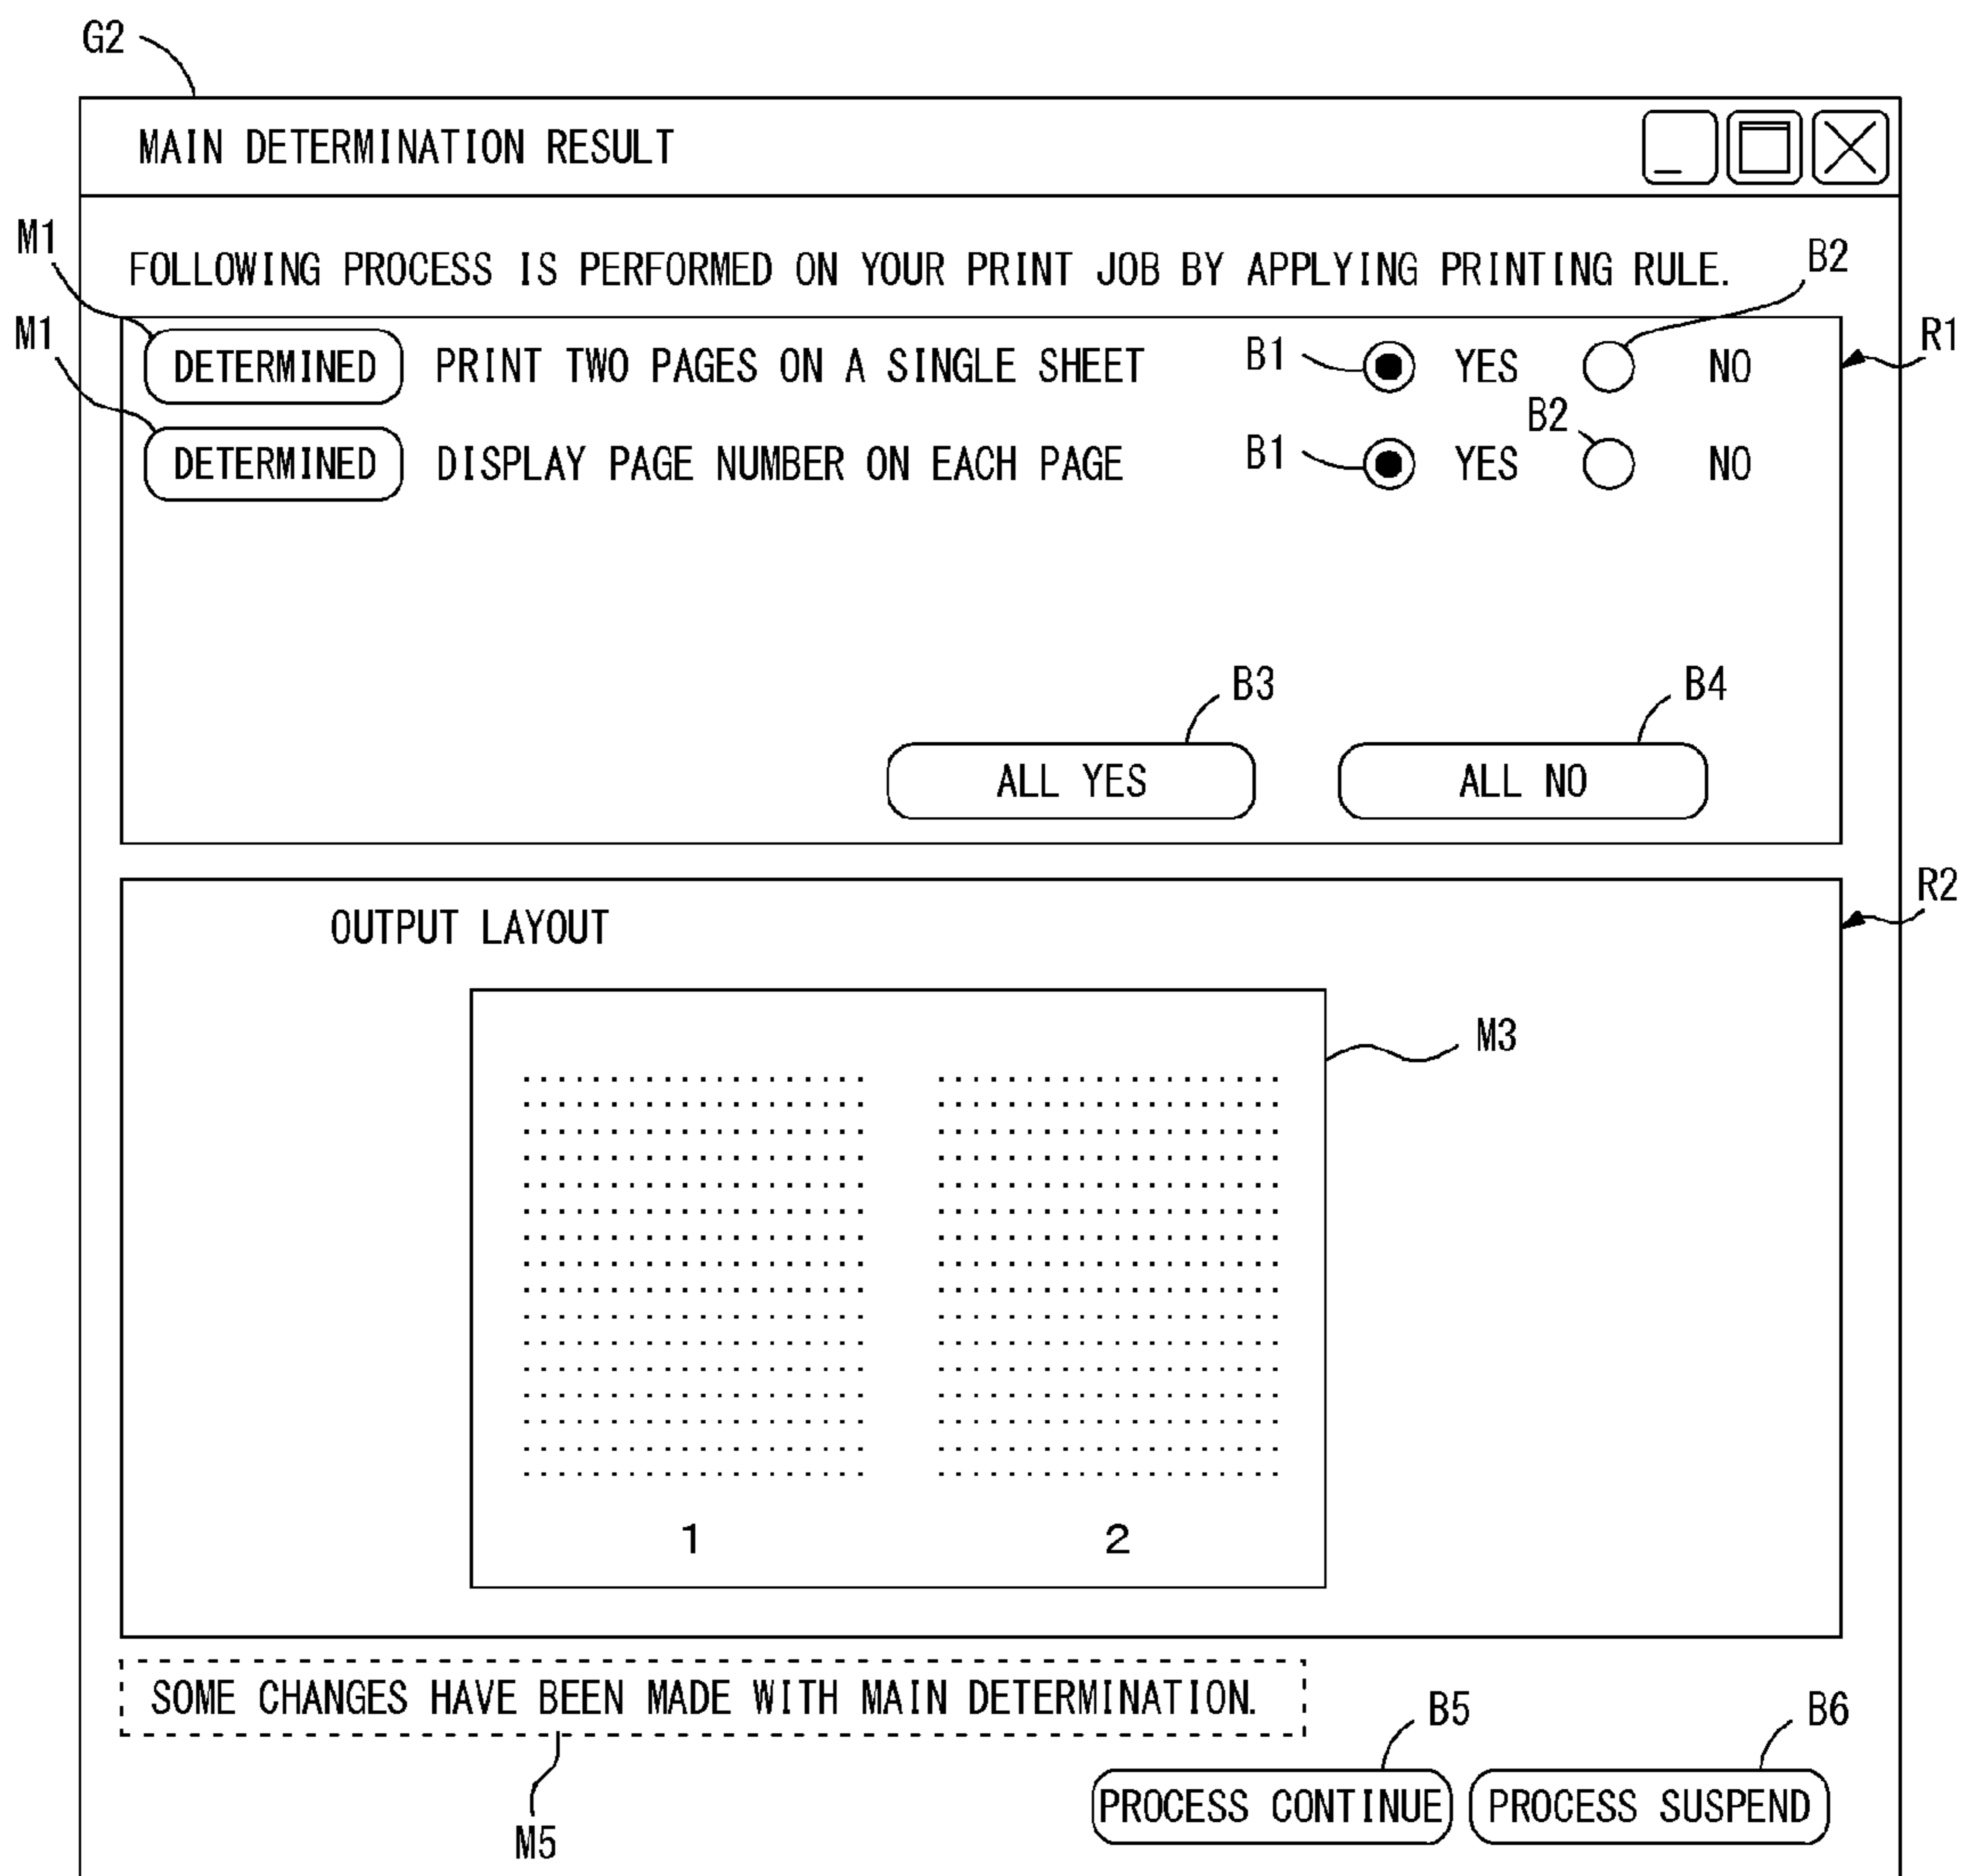 G2
MAIN DETERMINATION RESULT
M1
FOLLOWING PROCESS IS PERFORMED ON YOUR PRINT JOB BY APPLYING PRINTING RULE.
B2
M1
DETERMINED PRINT TWO PAGES ON A SINGLE SHEET B1 YES NO
R1
B2
DETERMINED DISPLAY PAGE NUMBER ON EACH PAGE B1 YES NO
B3 B4
ALL YES ALL NO
R2
OUTPUT LAYOUT
M3
1 2
SOME CHANGES HAVE BEEN MADE WITH MAIN DETERMINATION.
B5 B6
PROCESS CONTINUE PROCESS SUSPEND
M5